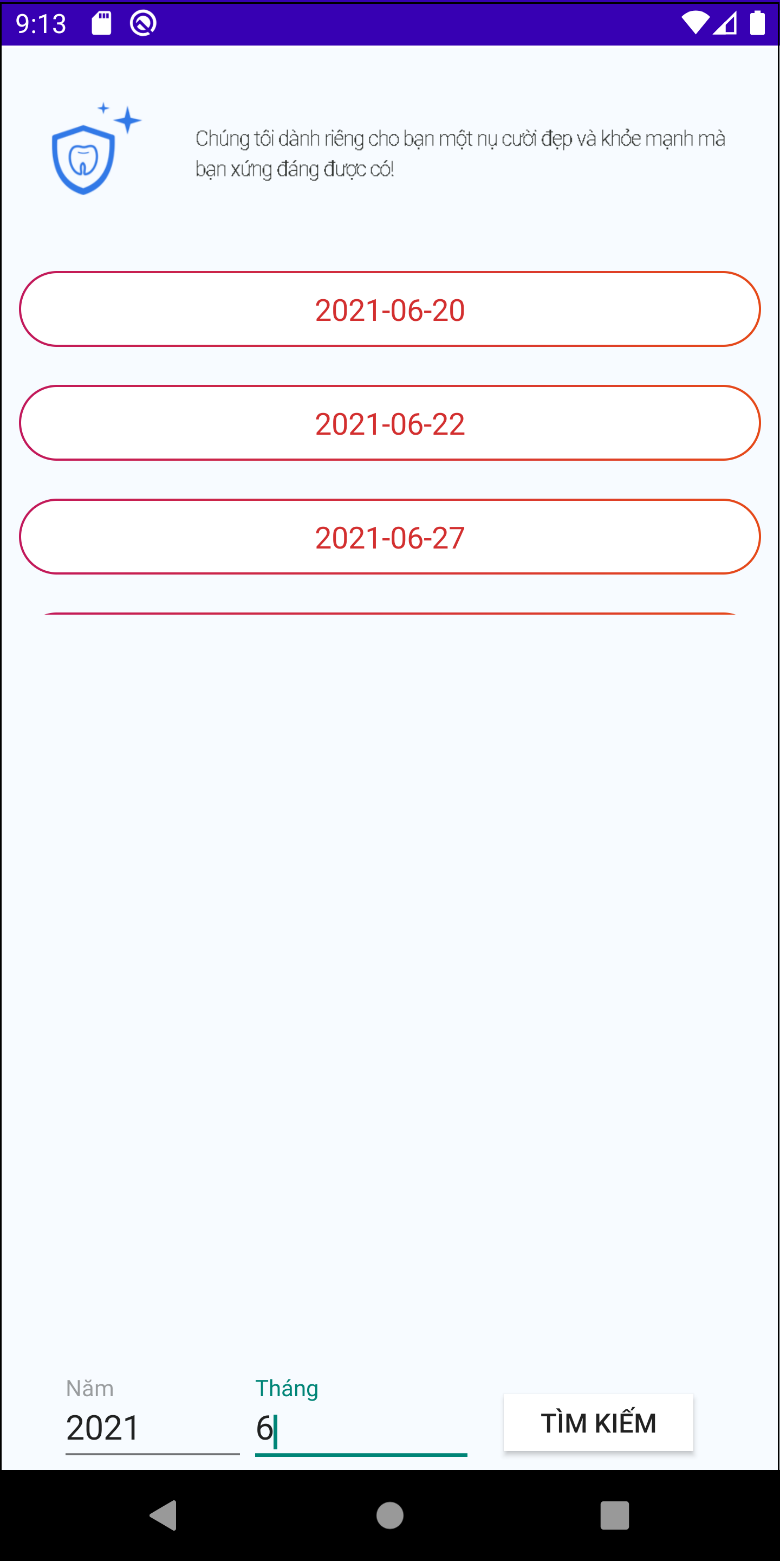 9:13
Chúng tôi dành riêng cho bạn một nụ cười đẹp và khỏe mạnh mà
bạn xứng đáng được có!
2021-06-20
2021-06-22
2021-06-27
Năm
Tháng
2021
6
TÌM KIẾM